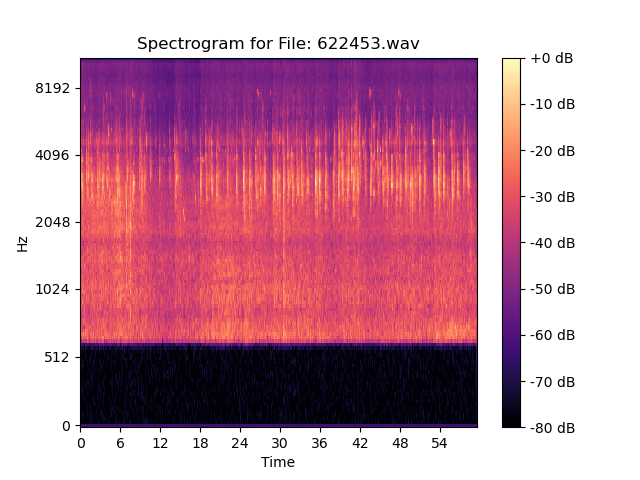 Spectrogram for File: 622453.wav
8192
4096
2048
1024
512
0
Hz
0 6 12 18 24 30 36 42 48 54
Time
+0 dB
-10 dB
-20 dB
-30 dB
-40 dB
-50 dB
-60 dB
-70 dB
-80 dB